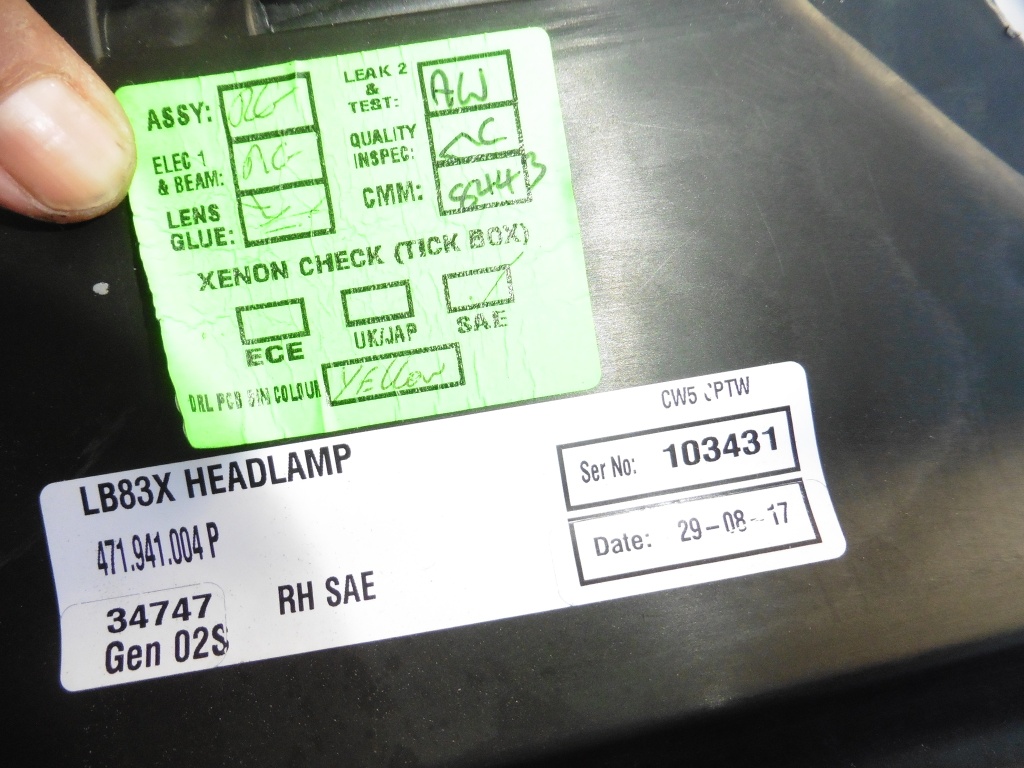 ASSY:
ELEC 1
& BEAM:
LENS
GLUE:
LEAK 2
&
TEST: AW
QUALITY
INSPEC:
CMM: 8443
XENON CHECK (TICK BOX)
ECE
UK/JAP
SAE
DRL PCB BIN COLOUR Yellow
LB83X HEADLAMP
471.941.004 P
34747
Gen 02S
RH SAE
CW5
Ser No: 103431
Date: 29-08-17